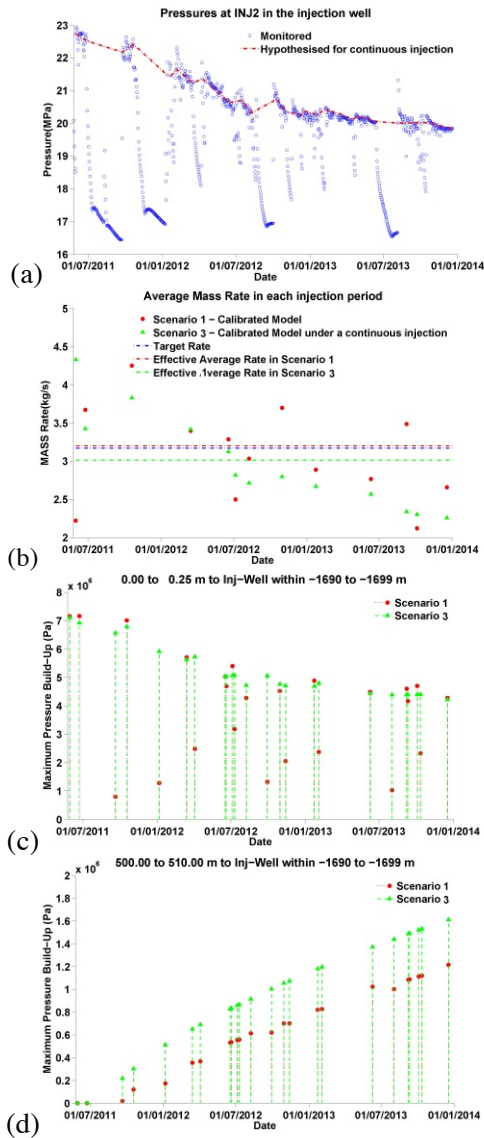 Pressures at INJ2 in the injection well
Monitored
Hypothesised for continuous injection
Pressure(MPa)
23
22
21
20
19
18
17
16
01/07/2011 01/01/2012 01/07/2012 01/01/2013 01/07/2013 01/01/2014
Date
(a)
Average Mass Rate in each injection period
Scenario 1 − Calibrated Model
Scenario 3 − Calibrated Model under a continuous injection
Target Rate
Effective Average Rate in Scenario 1
Effective .1verage Rate in Scenario 3
MASS Rate(kg/s)
5
4.5
4
3.5
3
2.5
2
01/07/2011 01/01/2012 01/07/2012 01/01/2013 01/07/2013 01/01/2014
Date
(b)
x 10⁶
0.00 to 0.25 m to Inj−Well within −1690 to −1699 m
Scenario 1
Scenario 3
Maximum Pressure Build−Up (Pa)
8
7
6
5
4
3
2
1
0
01/07/2011 01/01/2012 01/07/2012 01/01/2013 01/07/2013 01/01/2014
Date
(c)
x 10⁶
500.00 to 510.00 m to Inj−Well within −1690 to −1699 m
Scenario 1
Scenario 3
Maximum Pressure Build−Up (Pa)
2
1.8
1.6
1.4
1.2
1
0.8
0.6
0.4
0.2
0
01/07/2011 01/01/2012 01/07/2012 01/01/2013 01/07/2013 01/01/2014
Date
(d)